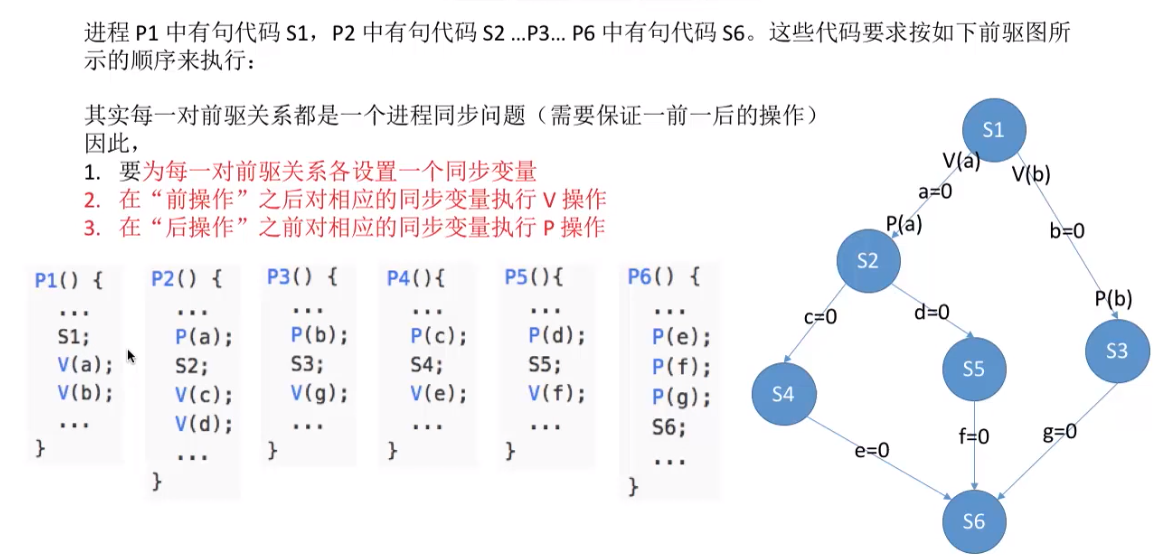 进程 P1 中有句代码 S1，P2 中有句代码 S2 ...P3... P6 中有句代码 S6。这些代码要求按如下前驱图所
示的顺序来执行：
其实每一对前驱关系都是一个进程同步问题（需要保证一前一后的操作）
因此，
1. 要为每一对前驱关系各设置一个同步变量
2. 在“前操作”之后对相应的同步变量执行 V 操作
3. 在“后操作”之前对相应的同步变量执行 P 操作
P1() {
...
S1;
V(a);
V(b);
...
}
P2() {
...
P(a);
S2;
V(c);
V(d);
...
}
P3() {
...
P(b);
S3;
V(g);
...
}
P4(){
...
P(c);
S4;
V(e);
...
}
P5(){
...
P(d);
S5;
V(f);
...
}
P6() {
...
P(e);
P(f);
P(g);
S6;
...
}
S1
V(a)
V(b)
a=0
P(a)
b=0
S2
P(b)
c=0
d=0
S3
S5
S4
f=0
g=0
e=0
S6